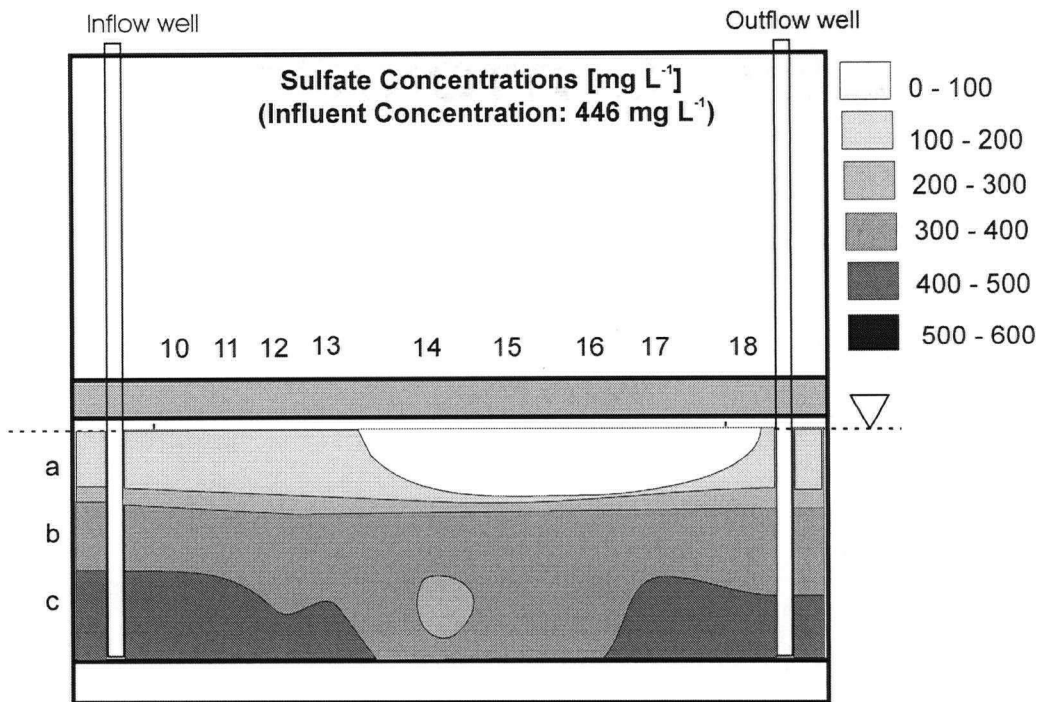 Inflow well
Outflow well
Sulfate Concentrations [mg L⁻¹]
(Influent Concentration: 446 mg L⁻¹)
0 - 100
100 - 200
200 - 300
300 - 400
400 - 500
500 - 600
10 11 12 13 14 15 16 17 18
a
b
c